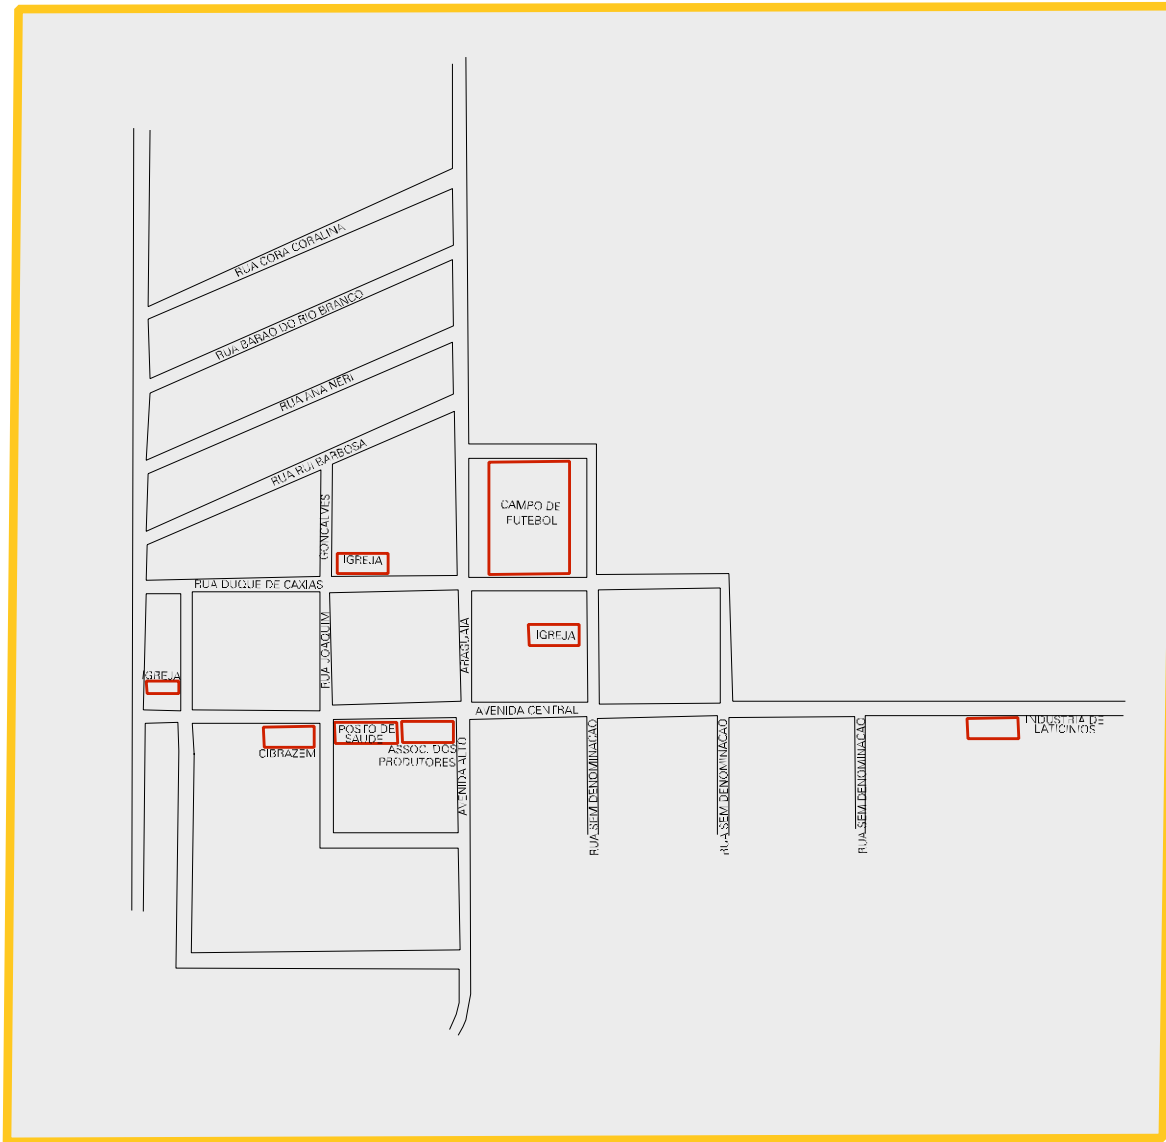 RUA CORA CORALINA
RUA BARAO DO RIO BRANCO
RUA ANA NERI
RUA RUI BARBOSA
GONCALVES
CAMPO DE
FUTEBOL
IGREJA
RUA DUQUE DE CAXIAS
RUA JOAQUIM
ARAGUAIA
IGREJA
IGREJA
AVENIDA CENTRAL
POSTO DE
SAUDE
CIBRAZEM
ASSOC. DOS
PRODUTORES
AVENIDA ALTO
RUA SEM DENOMINACAO
RUA SEM DENOMINACAO
RUA SEM DENOMINACAO
INDUSTRIA DE
LATICINIOS